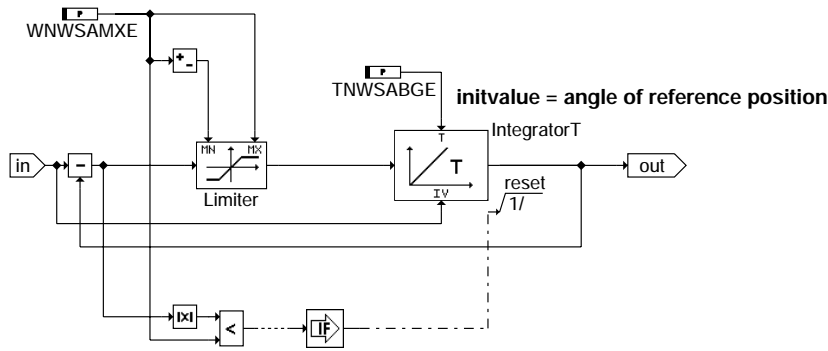 P
WNWSAMXE
+
-
P
TNWSABGE
initvalue = angle of reference position
IntegratorT
MN
MX
T
T
in
-
out
reset
1/
IV
Limiter
|x|
<
IF